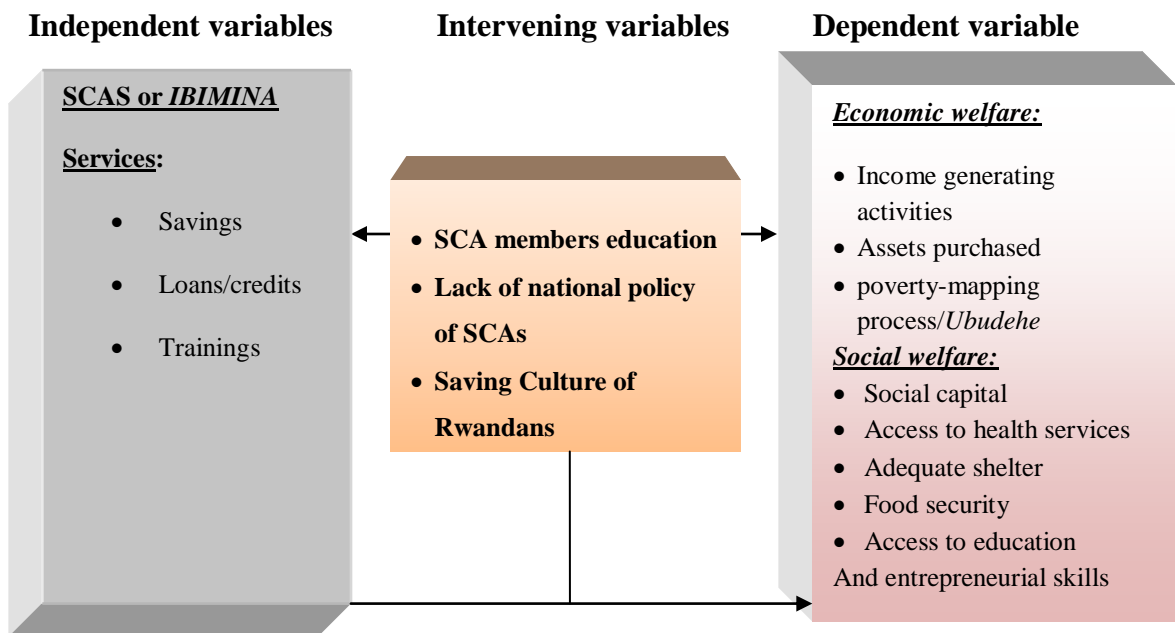 Independent variables
Intervening variables
Dependent variable
SCAS or IBIMINA
Services:
• Savings
• Loans/credits
• Trainings
• SCA members education
• Lack of national policy
of SCAs
• Saving Culture of
Rwandans
Economic welfare:
• Income generating
activities
• Assets purchased
• poverty-mapping
process/Ubudehe
Social welfare:
• Social capital
• Access to health services
• Adequate shelter
• Food security
• Access to education
And entrepreneurial skills